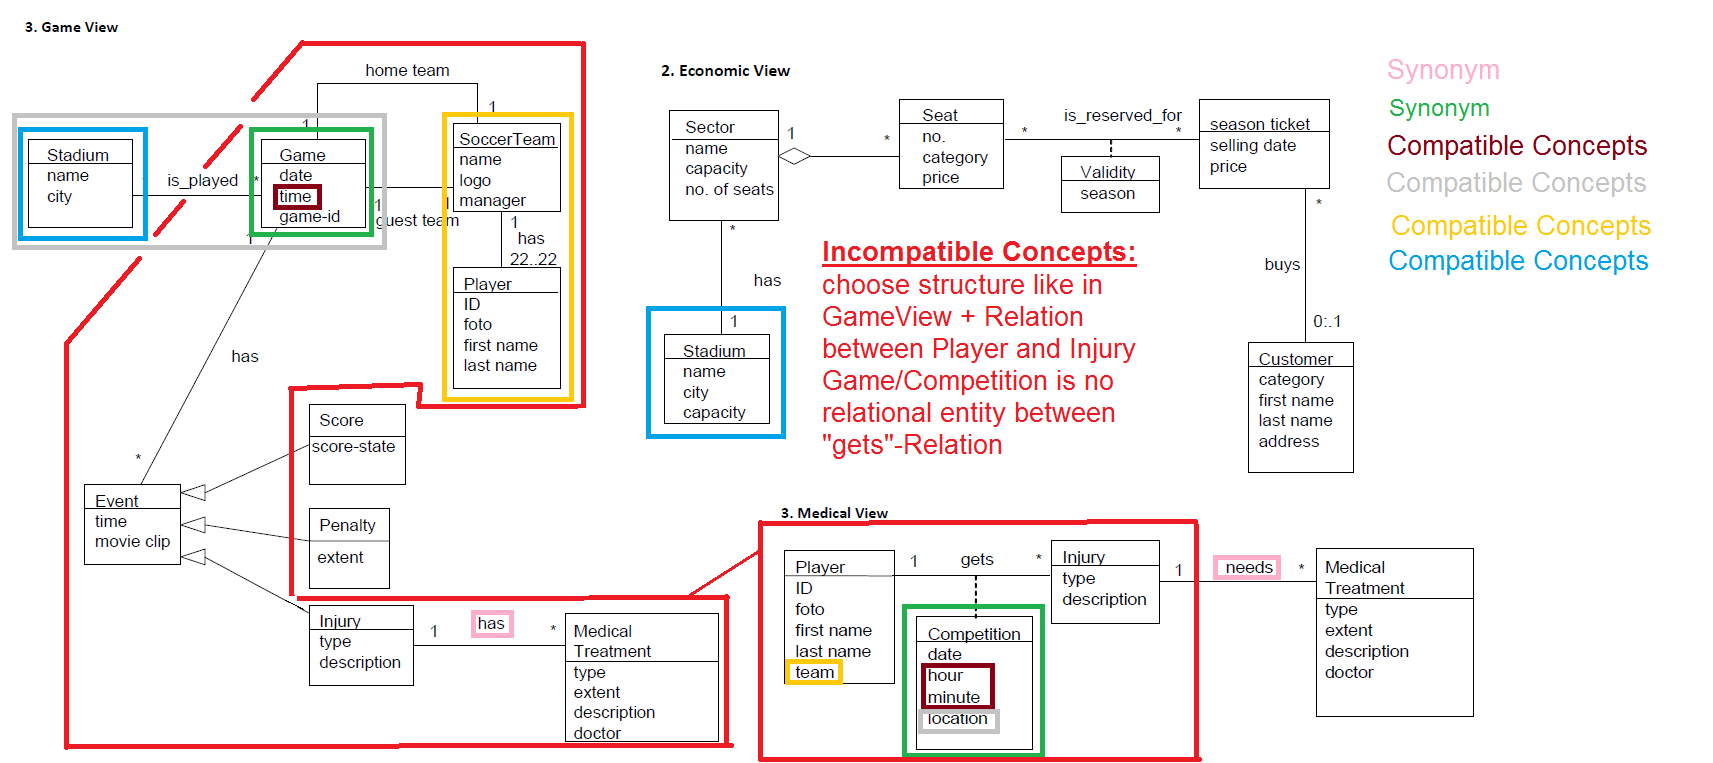 3. Game View
home team
1
1
Stadium
name
city
is_played
*
Game
date
time
game-id
1
1
guest team
1
SoccerTeam
name
logo
manager
1
has
22..22
Player
ID
foto
first name
last name
has
*
Event
time
movie clip
Score
score-state
Penalty
extent
Injury
type
description
1
has
*
Medical
Treatment
type
extent
description
doctor
2. Economic View
Sector
name
capacity
no. of seats
1
*
Seat
no.
category
price
*
is_reserved_for
*
Validity
season
season ticket
selling date
price
*
buys
0:.1
Customer
category
first name
last name
address
*
has
1
Stadium
name
city
capacity
Incompatible Concepts:
choose structure like in
GameView + Relation
between Player and Injury
Game/Competition is no
relational entity between
"gets"-Relation
Synonym
Synonym
Compatible Concepts
Compatible Concepts
Compatible Concepts
Compatible Concepts
3. Medical View
Player
ID
foto
first name
last name
team
1
gets
*
Competition
date
hour
minute
location
Injury
type
description
1
needs
*
Medical
Treatment
type
extent
description
doctor